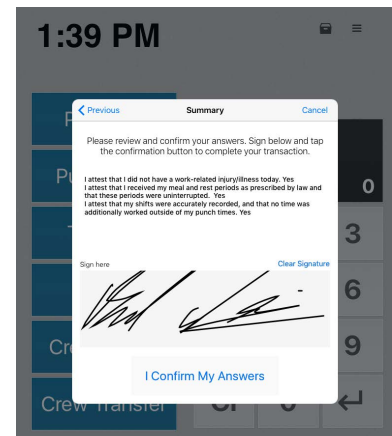 1:39 PM
Previous
Summary
Cancel
Please review and confirm your answers. Sign below and tap
the confirmation button to complete your transaction.
I attest that I did not have a work-related injury/illness today. Yes
I attest that I received my meal and rest periods as prescribed by law and
that these periods were uninterrupted. Yes
I attest that my shifts were accurately recorded, and that no time was
additionally worked outside of my punch times. Yes
0
3
Sign here
Clear Signature
6
9
I Confirm My Answers
Crew Transfer
0